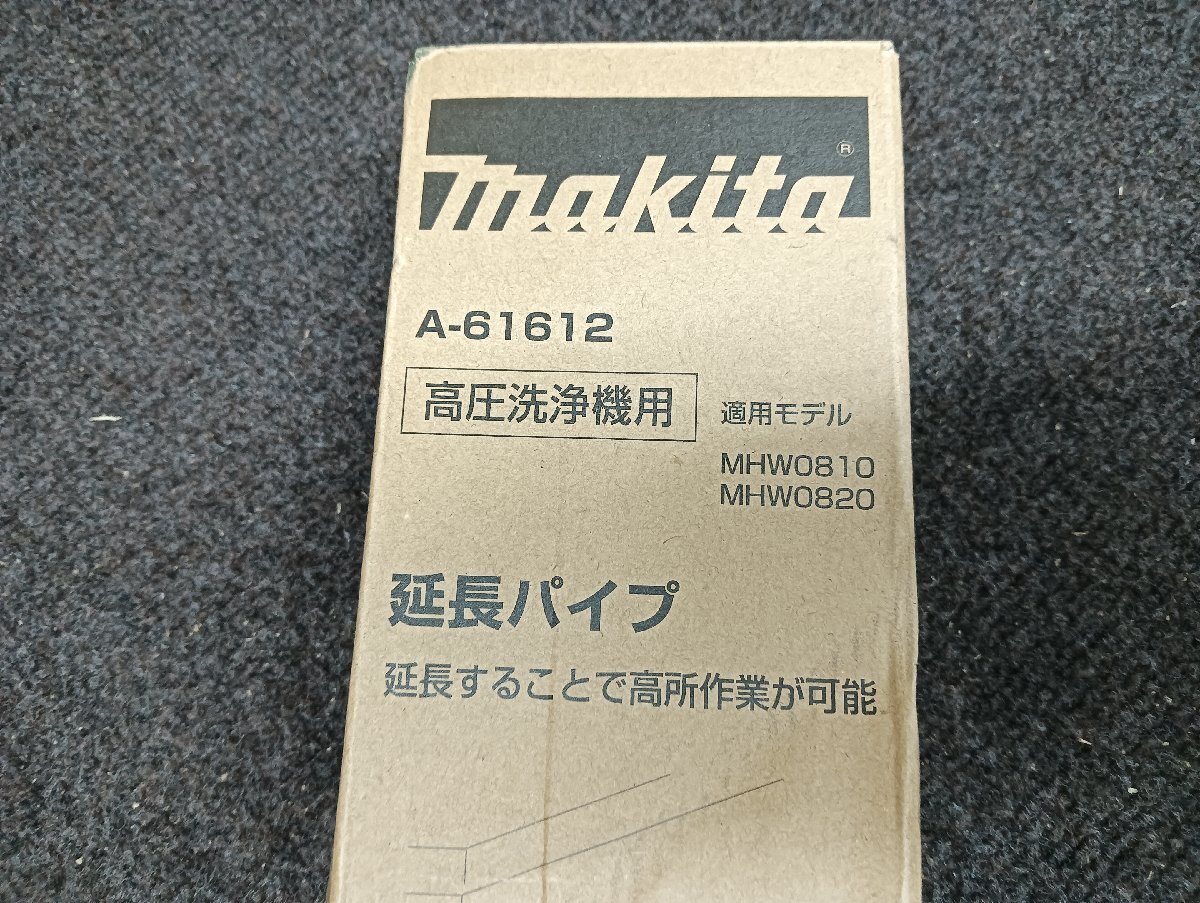 makita®
A-61612
高圧洗浄機用
適用モデル
MHW0810
MHW0820
延長パイプ
延長することで高所作業が可能